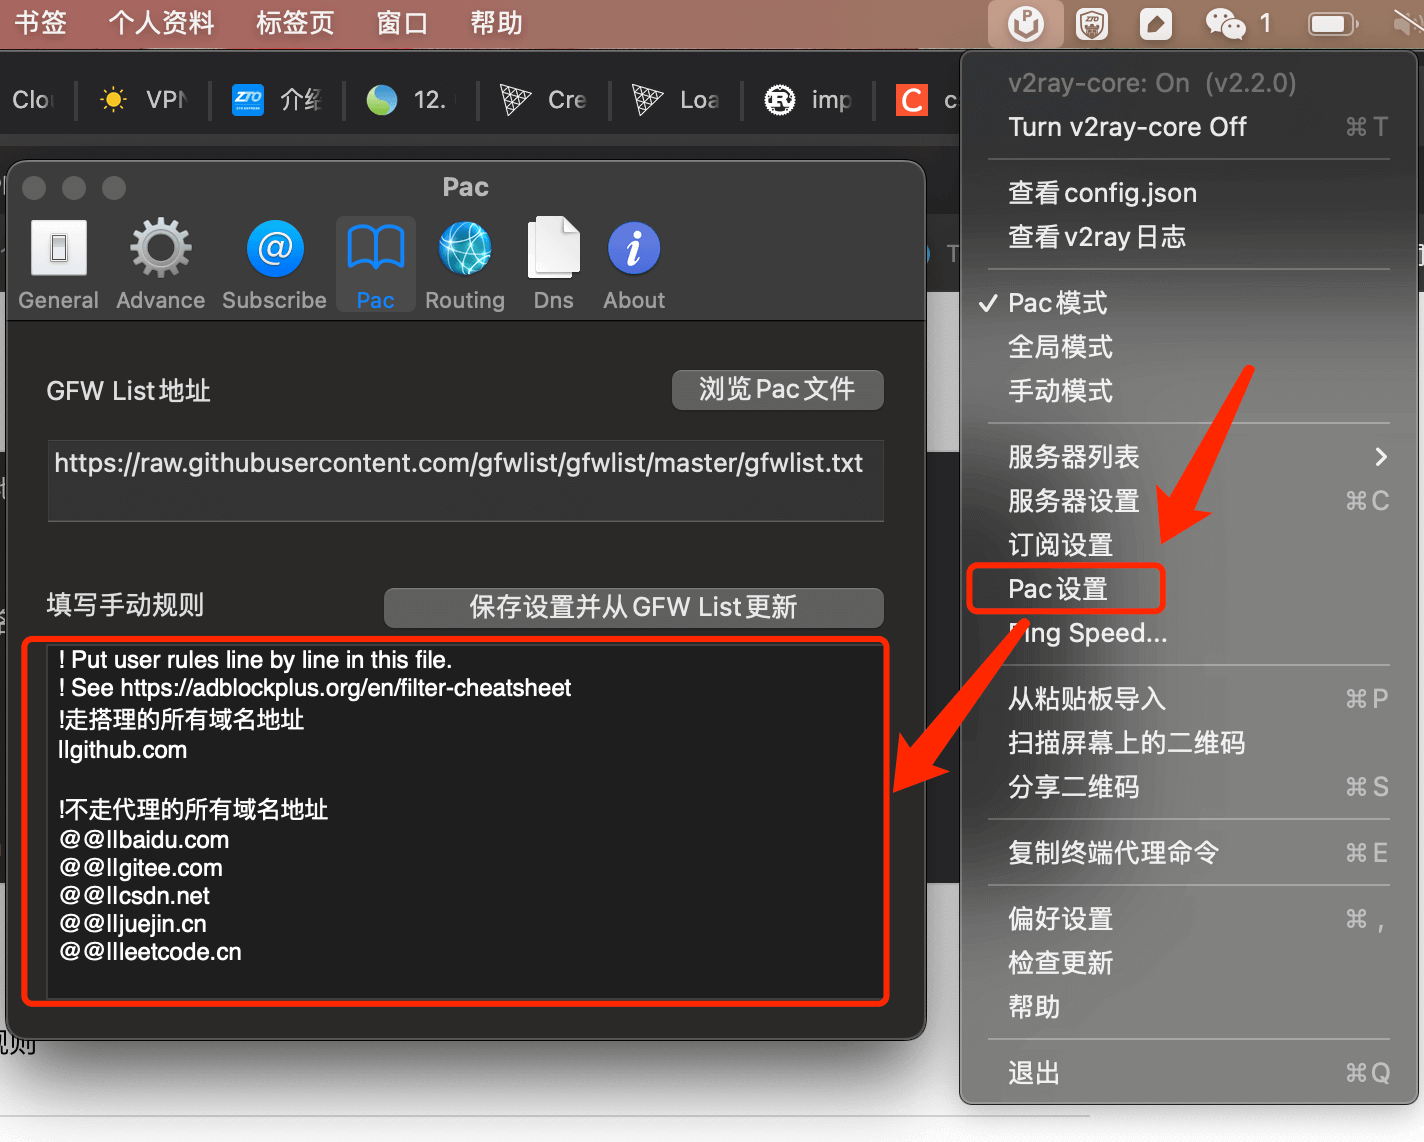 书签 个人资料 标签页 窗口 帮助 1
Clo VPN 介绍 12. Cre Loa imp
Pac
General Advance Subscribe Pac Routing Dns About
GFW List地址 浏览Pac文件
https://raw.githubusercontent.com/gfwlist/gfwlist/master/gfwlist.txt
填写手动规则 保存设置并从GFW List更新
! Put user rules line by line in this file.
! See https://adblockplus.org/en/filter-cheatsheet
!走搭理的所有域名地址
||github.com
!不走代理的所有域名地址
@@||baidu.com
@@||gitee.com
@@||csdn.net
@@||juejin.cn
@@||leetcode.cn
规则
v2ray-core: On (v2.2.0)
Turn v2ray-core Off ⌘T
查看config.json
查看v2ray日志
✓ Pac模式
全局模式
手动模式
服务器列表
服务器设置 ⌘C
订阅设置
Pac设置
Ping Speed...
从粘贴板导入 ⌘P
扫描屏幕上的二维码
分享二维码 ⌘S
复制终端代理命令 ⌘E
偏好设置 ⌘,
检查更新
帮助
退出 ⌘Q